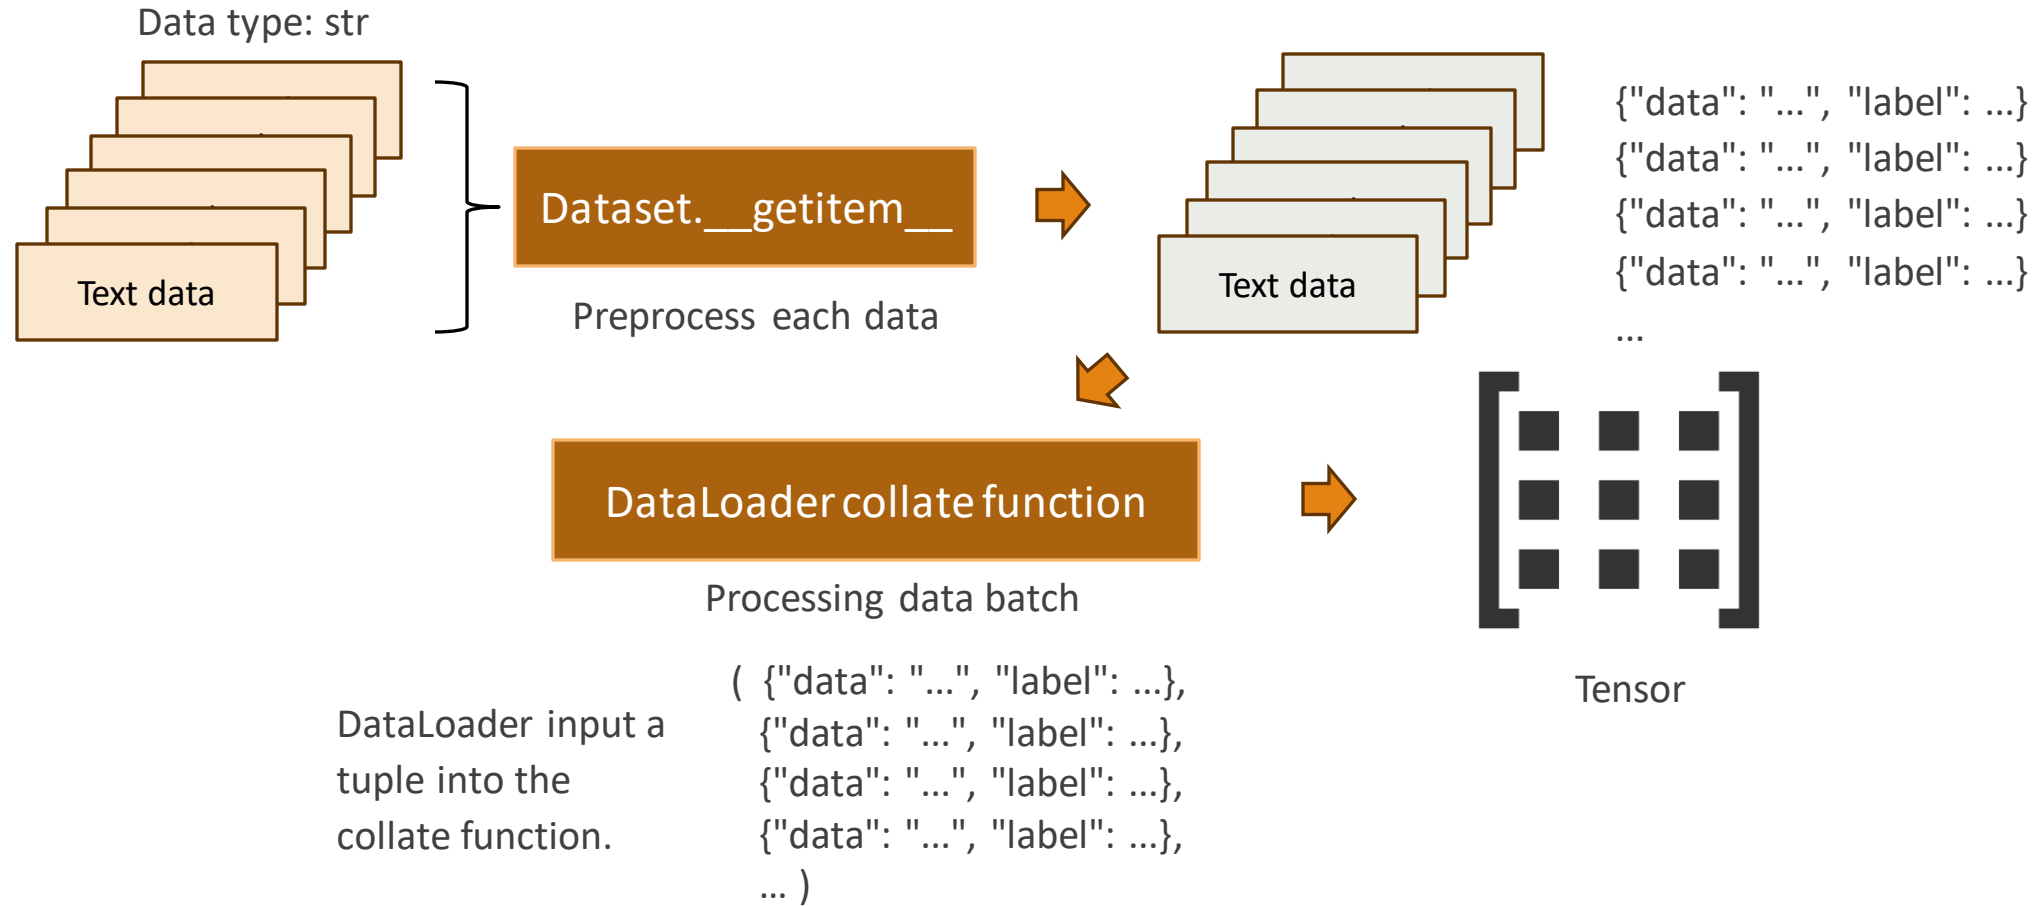 Data type: str
Text data
Dataset.__getitem__
Preprocess each data
Text data
{"data": "...", "label": ...}
{"data": "...", "label": ...}
{"data": "...", "label": ...}
{"data": "...", "label": ...}
...
DataLoader collate function
Processing data batch
Tensor
DataLoader input a
tuple into the
collate function.
( {"data": "...", "label": ...},
{"data": "...", "label": ...},
{"data": "...", "label": ...},
{"data": "...", "label": ...},
... )